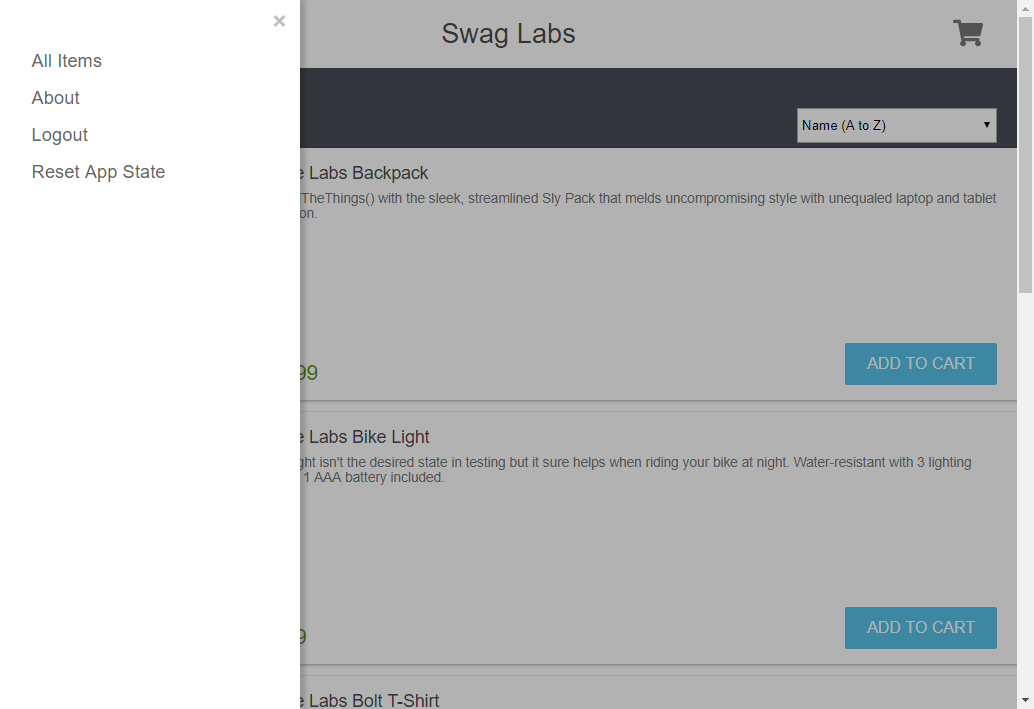 All Items
About
Logout
Reset App State
Swag Labs
Name (A to Z)
Labs Backpack
TheThings() with the sleek, streamlined Sly Pack that melds uncompromising style with unequaled laptop and tablet
on.
99
ADD TO CART
Labs Bike Light
isn't the desired state in testing but it sure helps when riding your bike at night. Water-resistant with 3 lighting
1 AAA battery included.
9
ADD TO CART
Labs Bolt T-Shirt